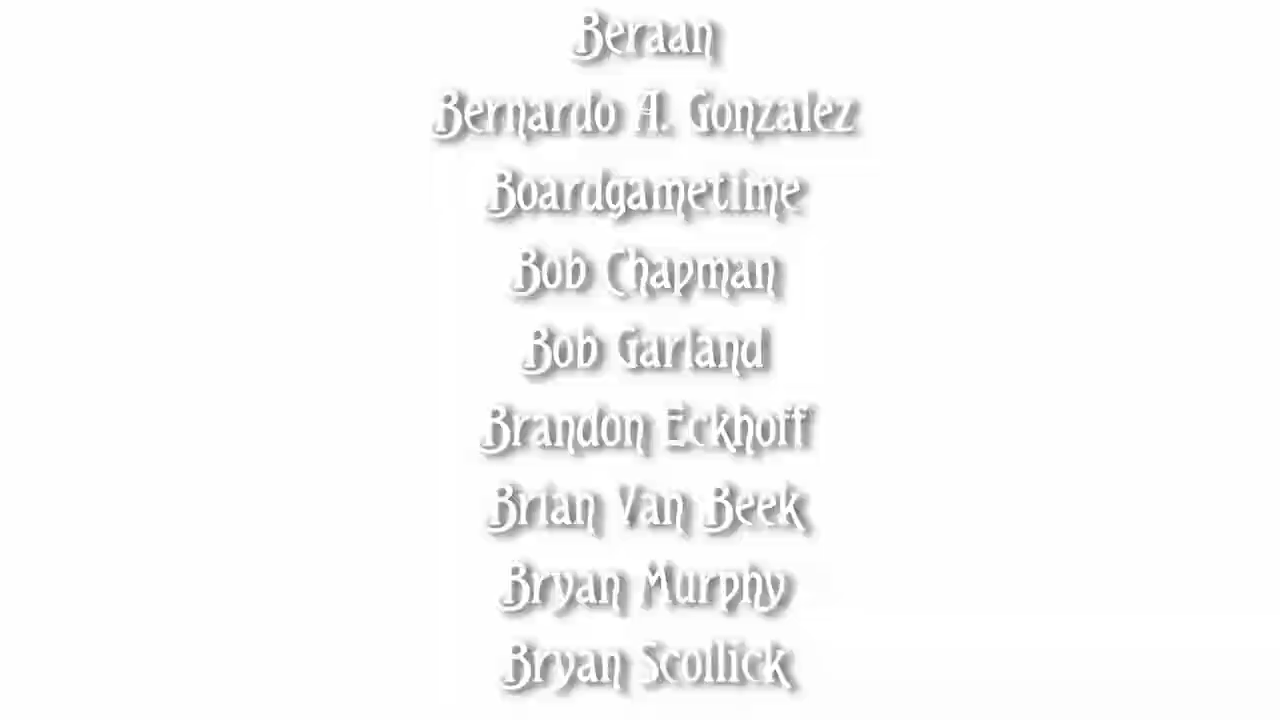 Beraan
Bernardo A. Gonzalez
Boardgametime
Bob Chapman
Bob Garland
Brandon Eckhoff
Brian Van Beek
Bryan Murphy
Bryan Scollick